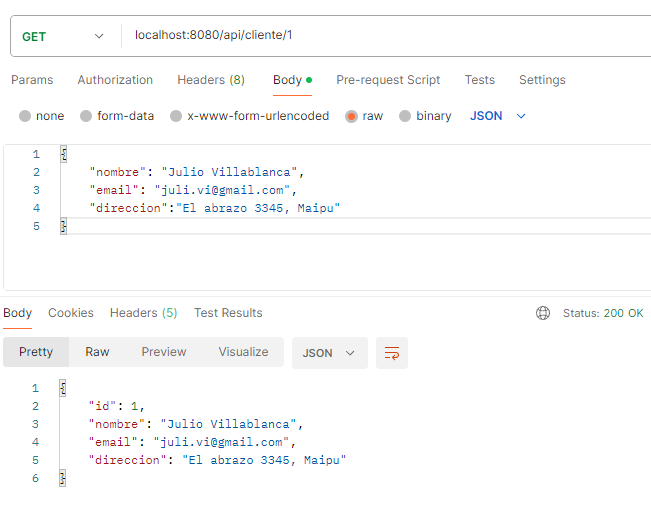 GET localhost:8080/api/cliente/1
Params Authorization Headers (8) Body Pre-request Script Tests Settings
none form-data x-www-form-urlencoded raw binary JSON
1 {
2 "nombre": "Julio Villablanca",
3 "email": "juli.vi@gmail.com",
4 "direccion":"El abrazo 3345, Maipu"
5 }
Body Cookies Headers (5) Test Results Status: 200 OK
Pretty Raw Preview Visualize JSON
1 {
2 "id": 1,
3 "nombre": "Julio Villablanca",
4 "email": "juli.vi@gmail.com",
5 "direccion": "El abrazo 3345, Maipu"
6 }